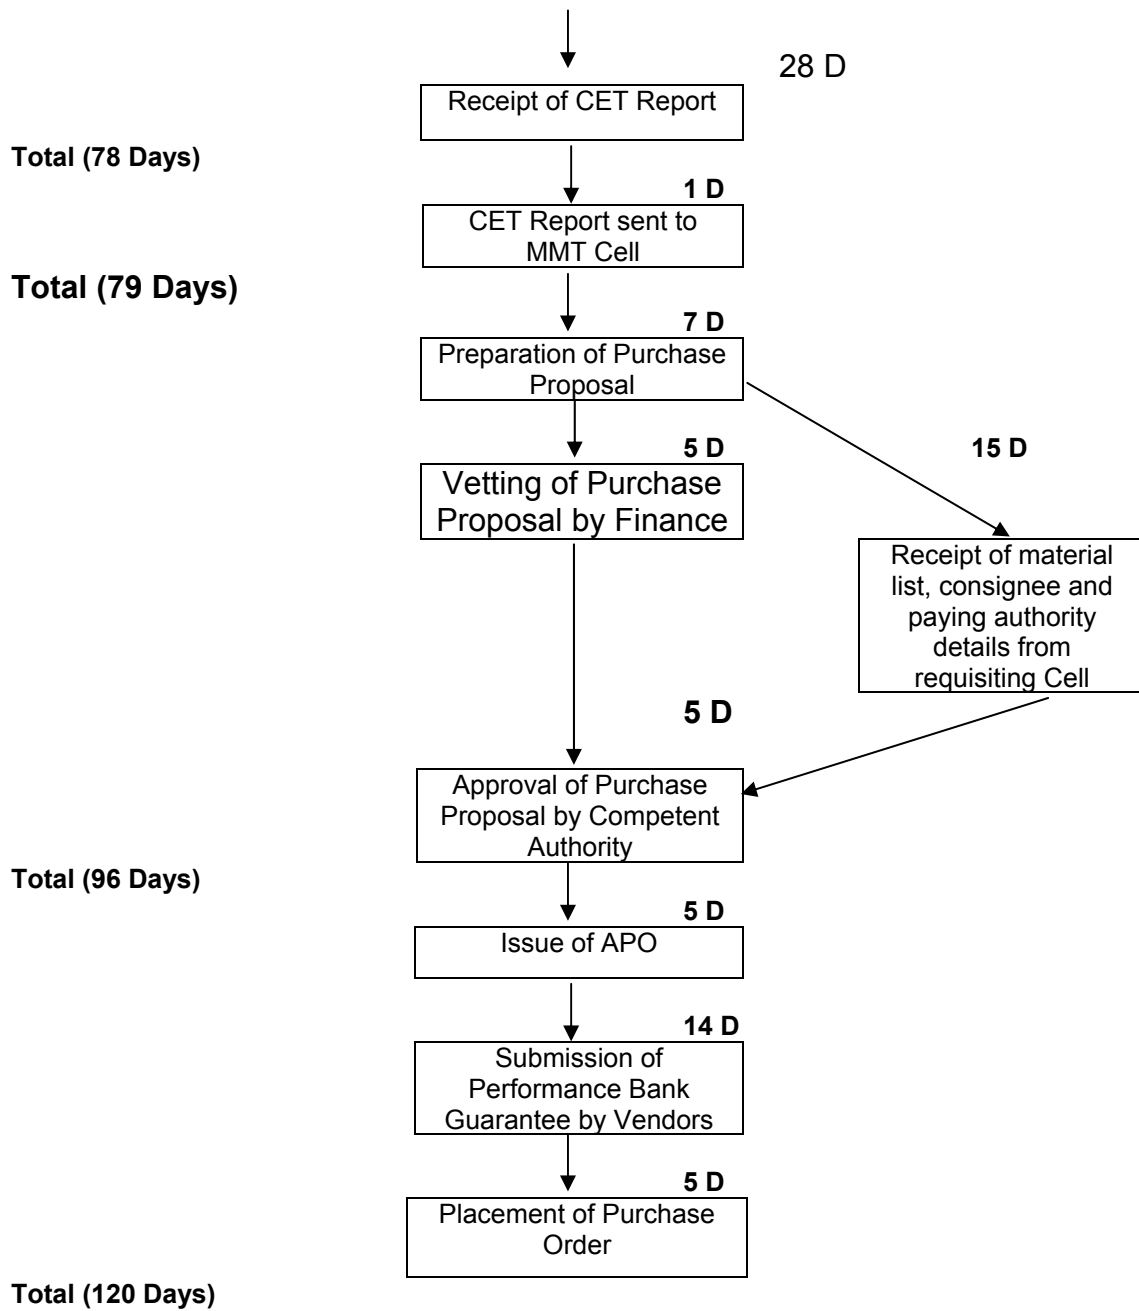 28 D
Receipt of CET Report
Total (78 Days)
1 D
CET Report sent to
MMT Cell
Total (79 Days)
7 D
Preparation of Purchase
Proposal
5 D
15 D
Vetting of Purchase
Proposal by Finance
Receipt of material
list, consignee and
paying authority
details from
requisiting Cell
5 D
Approval of Purchase
Proposal by Competent
Authority
Total (96 Days)
5 D
Issue of APO
14 D
Submission of
Performance Bank
Guarantee by Vendors
5 D
Placement of Purchase
Order
Total (120 Days)